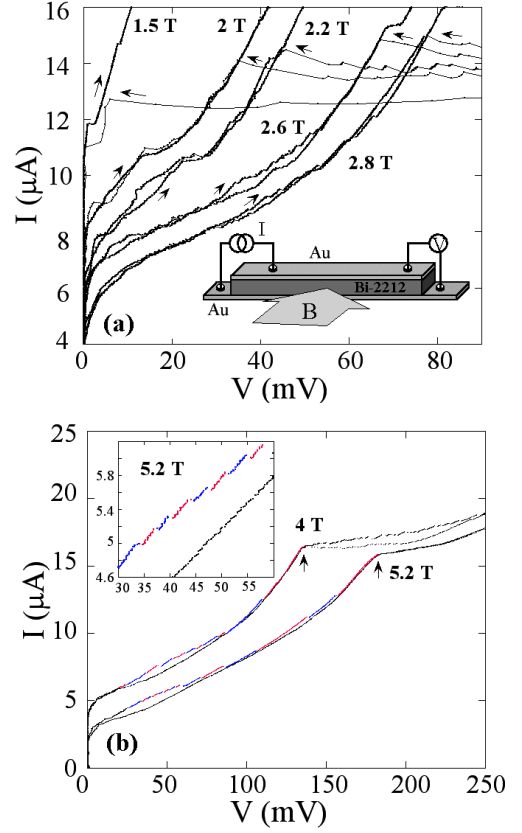 16
14
12
10
8
6
4
I (μA)
1.5 T
2 T
2.2 T
2.6 T
2.8 T
I
V
Au
Bi-2212
Au
B
(a)
0
20
40
60
80
V (mV)
25
20
15
10
5
0
I (μA)
5.8
5.4
5
4.6
5.2 T
30 35 40 45 50 55
4 T
5.2 T
(b)
0
50
100
150
200
250
V (mV)